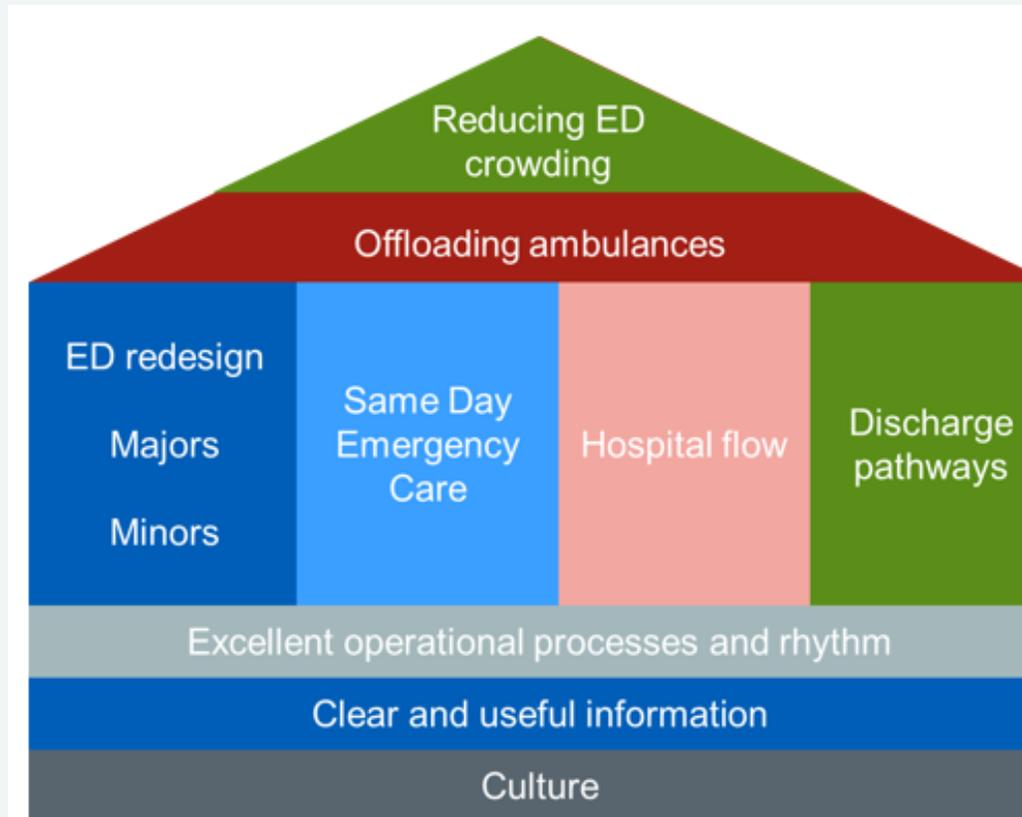 Reducing ED
crowding
Offloading ambulances
ED redesign
Majors
Minors
Same Day
Emergency
Care
Hospital flow
Discharge
pathways
Excellent operational processes and rhythm
Clear and useful information
Culture